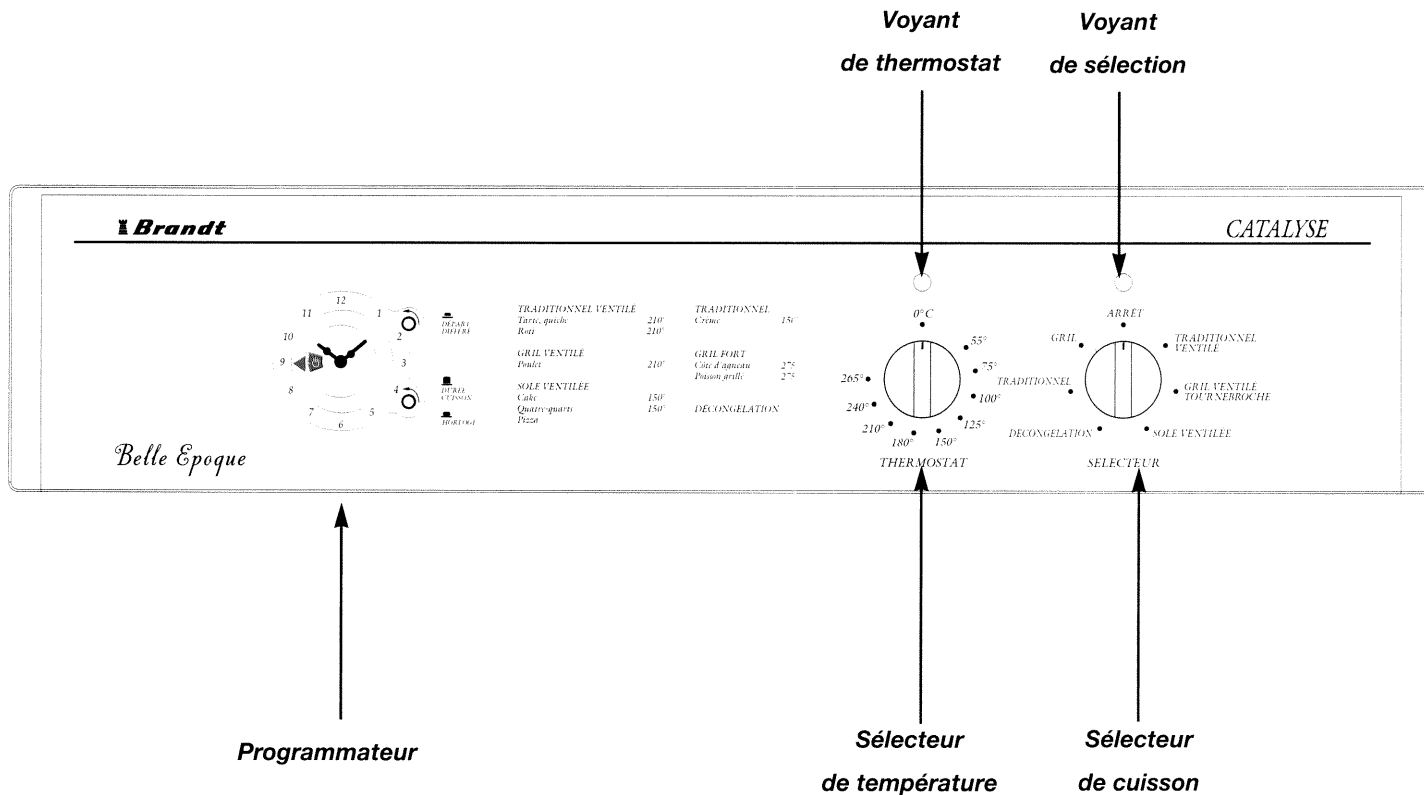 Voyant
de thermostat
Voyant
de sélection
Brandt
CATALYSE
12
11
1
10
2
9
3
8
4
7
5
6
DÉPART
DIFFÉRÉ
DURÉE
CUISSON
HORLOGE
TRADITIONNEL VENTILÉ
Tarte, quiche 210°
Roti 210°
GRIL VENTILÉ
Poulet 210°
SOLE VENTILÉE
Cake 150°
Quatre-quarts 150°
Pizza
TRADITIONNEL
Crème 150°
GRIL FORT
Côte d'agneau 275
Poisson grillé 275
DÉCONGELATION
0°C
55°
75°
100°
125°
150°
180°
210°
240°
265°
THERMOSTAT
ARRÊT
GRIL
TRADITIONNEL
VENTILÉ
TRADITIONNEL
GRIL VENTILÉ
TOURNEBROCHE
DECONGELATION
SOLE VENTILÉE
SELECTEUR
Belle Epoque
Programmateur
Sélecteur
de température
Sélecteur
de cuisson